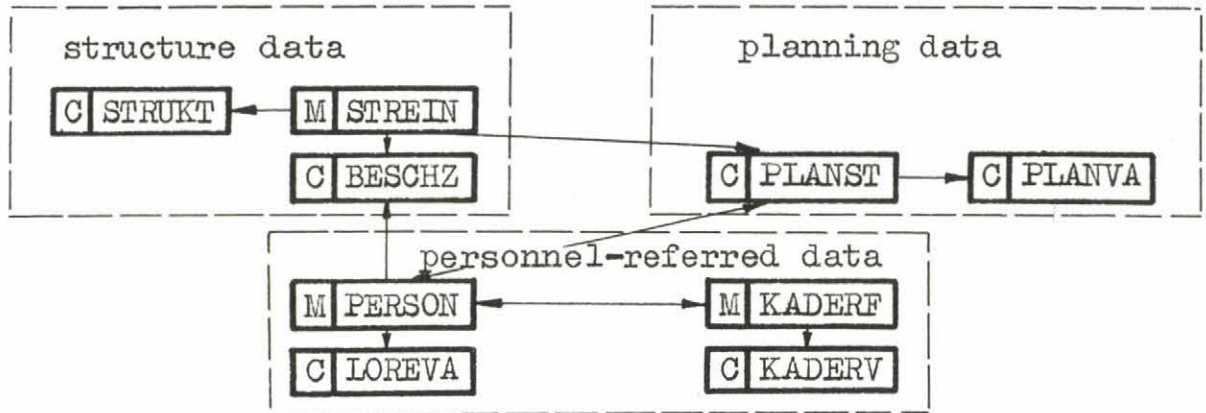 structure data
planning data
C STRUKT
M STREIN
C BESCHZ
C PLANST
C PLANVA
personnel-referred data
M PERSON
M KADERF
C LOREVA
C KADERV